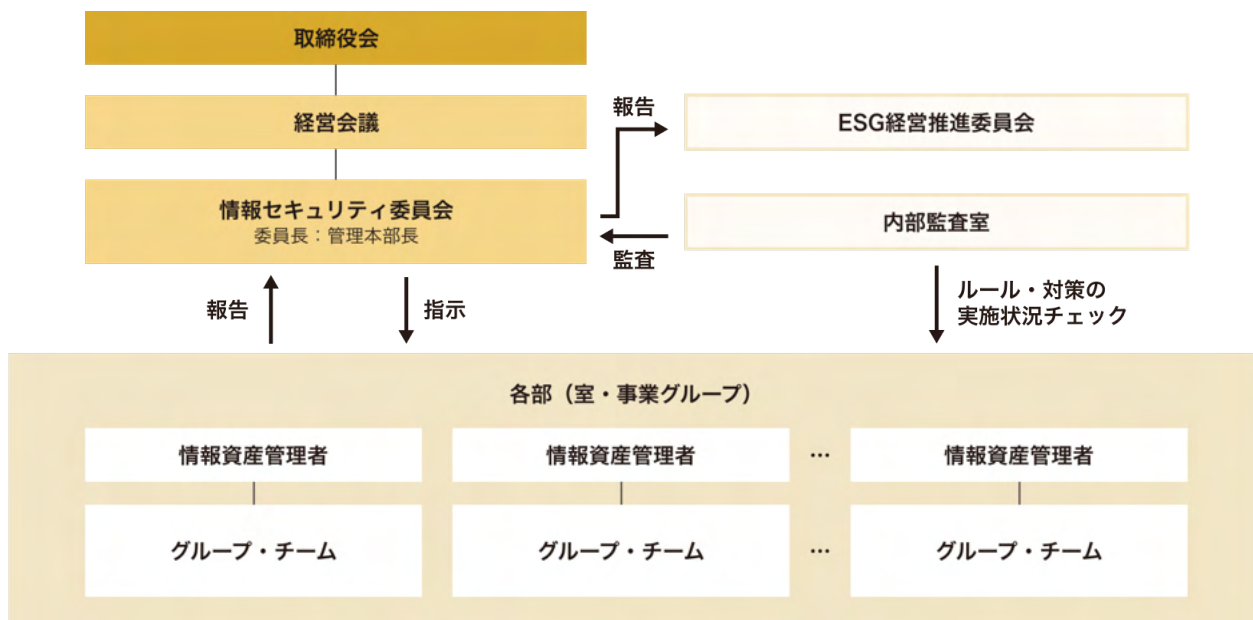 取締役会
経営会議
情報セキュリティ委員会
委員長：管理本部長
報告
ESG経営推進委員会
内部監査室
監査
報告
指示
ルール・対策の
実施状況チェック
各部（室・事業グループ）
情報資産管理者
情報資産管理者
…
情報資産管理者
グループ・チーム
グループ・チーム
…
グループ・チーム